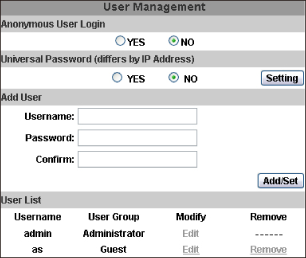 User Management
Anonymous User Login
YES NO
Universal Password (differs by IP Address)
YES NO Setting
Add User
Username:
Password:
Confirm:
Add/Set
User List
Username User Group Modify Remove
admin Administrator Edit ------
as Guest Edit Remove